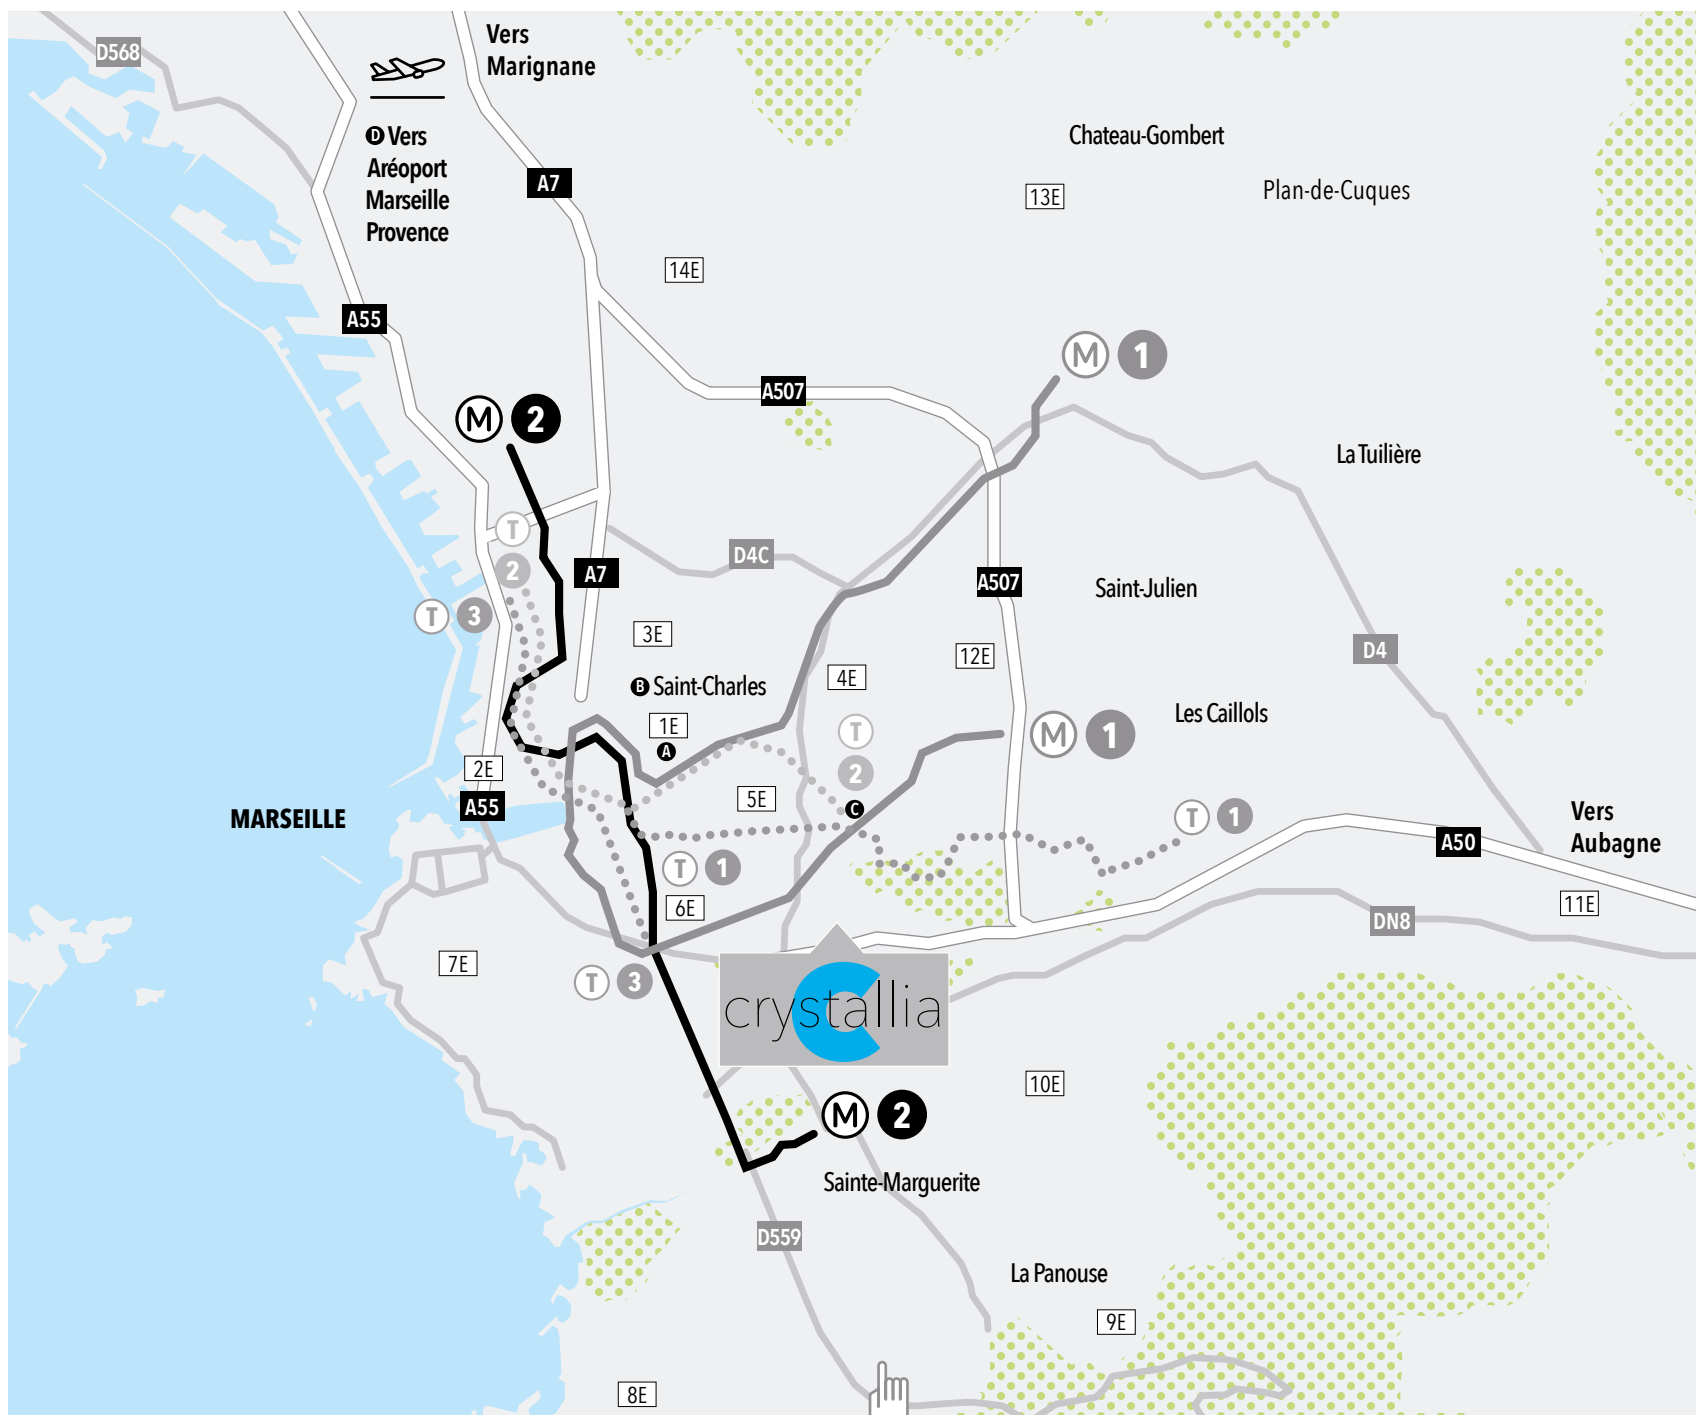 D568
Vers
Marignane
D Vers
Aréoport
Marseille
Provence
A7
Chateau-Gombert
13E
Plan-de-Cuques
14E
A55
M 1
A507
M 2
La Tuilière
T
2
D4C
A7
A507
Saint-Julien
T 3
3E
12E
D4
4E
B Saint-Charles
1E
A
Les Caillols
T
2
M 1
2E
5E
C
A55
MARSEILLE
T 1
Vers
Aubagne
A50
T 1
6E
11E
DN8
7E
T 3
crystallia
10E
M 2
Sainte-Marguerite
D559
La Panouse
9E
8E